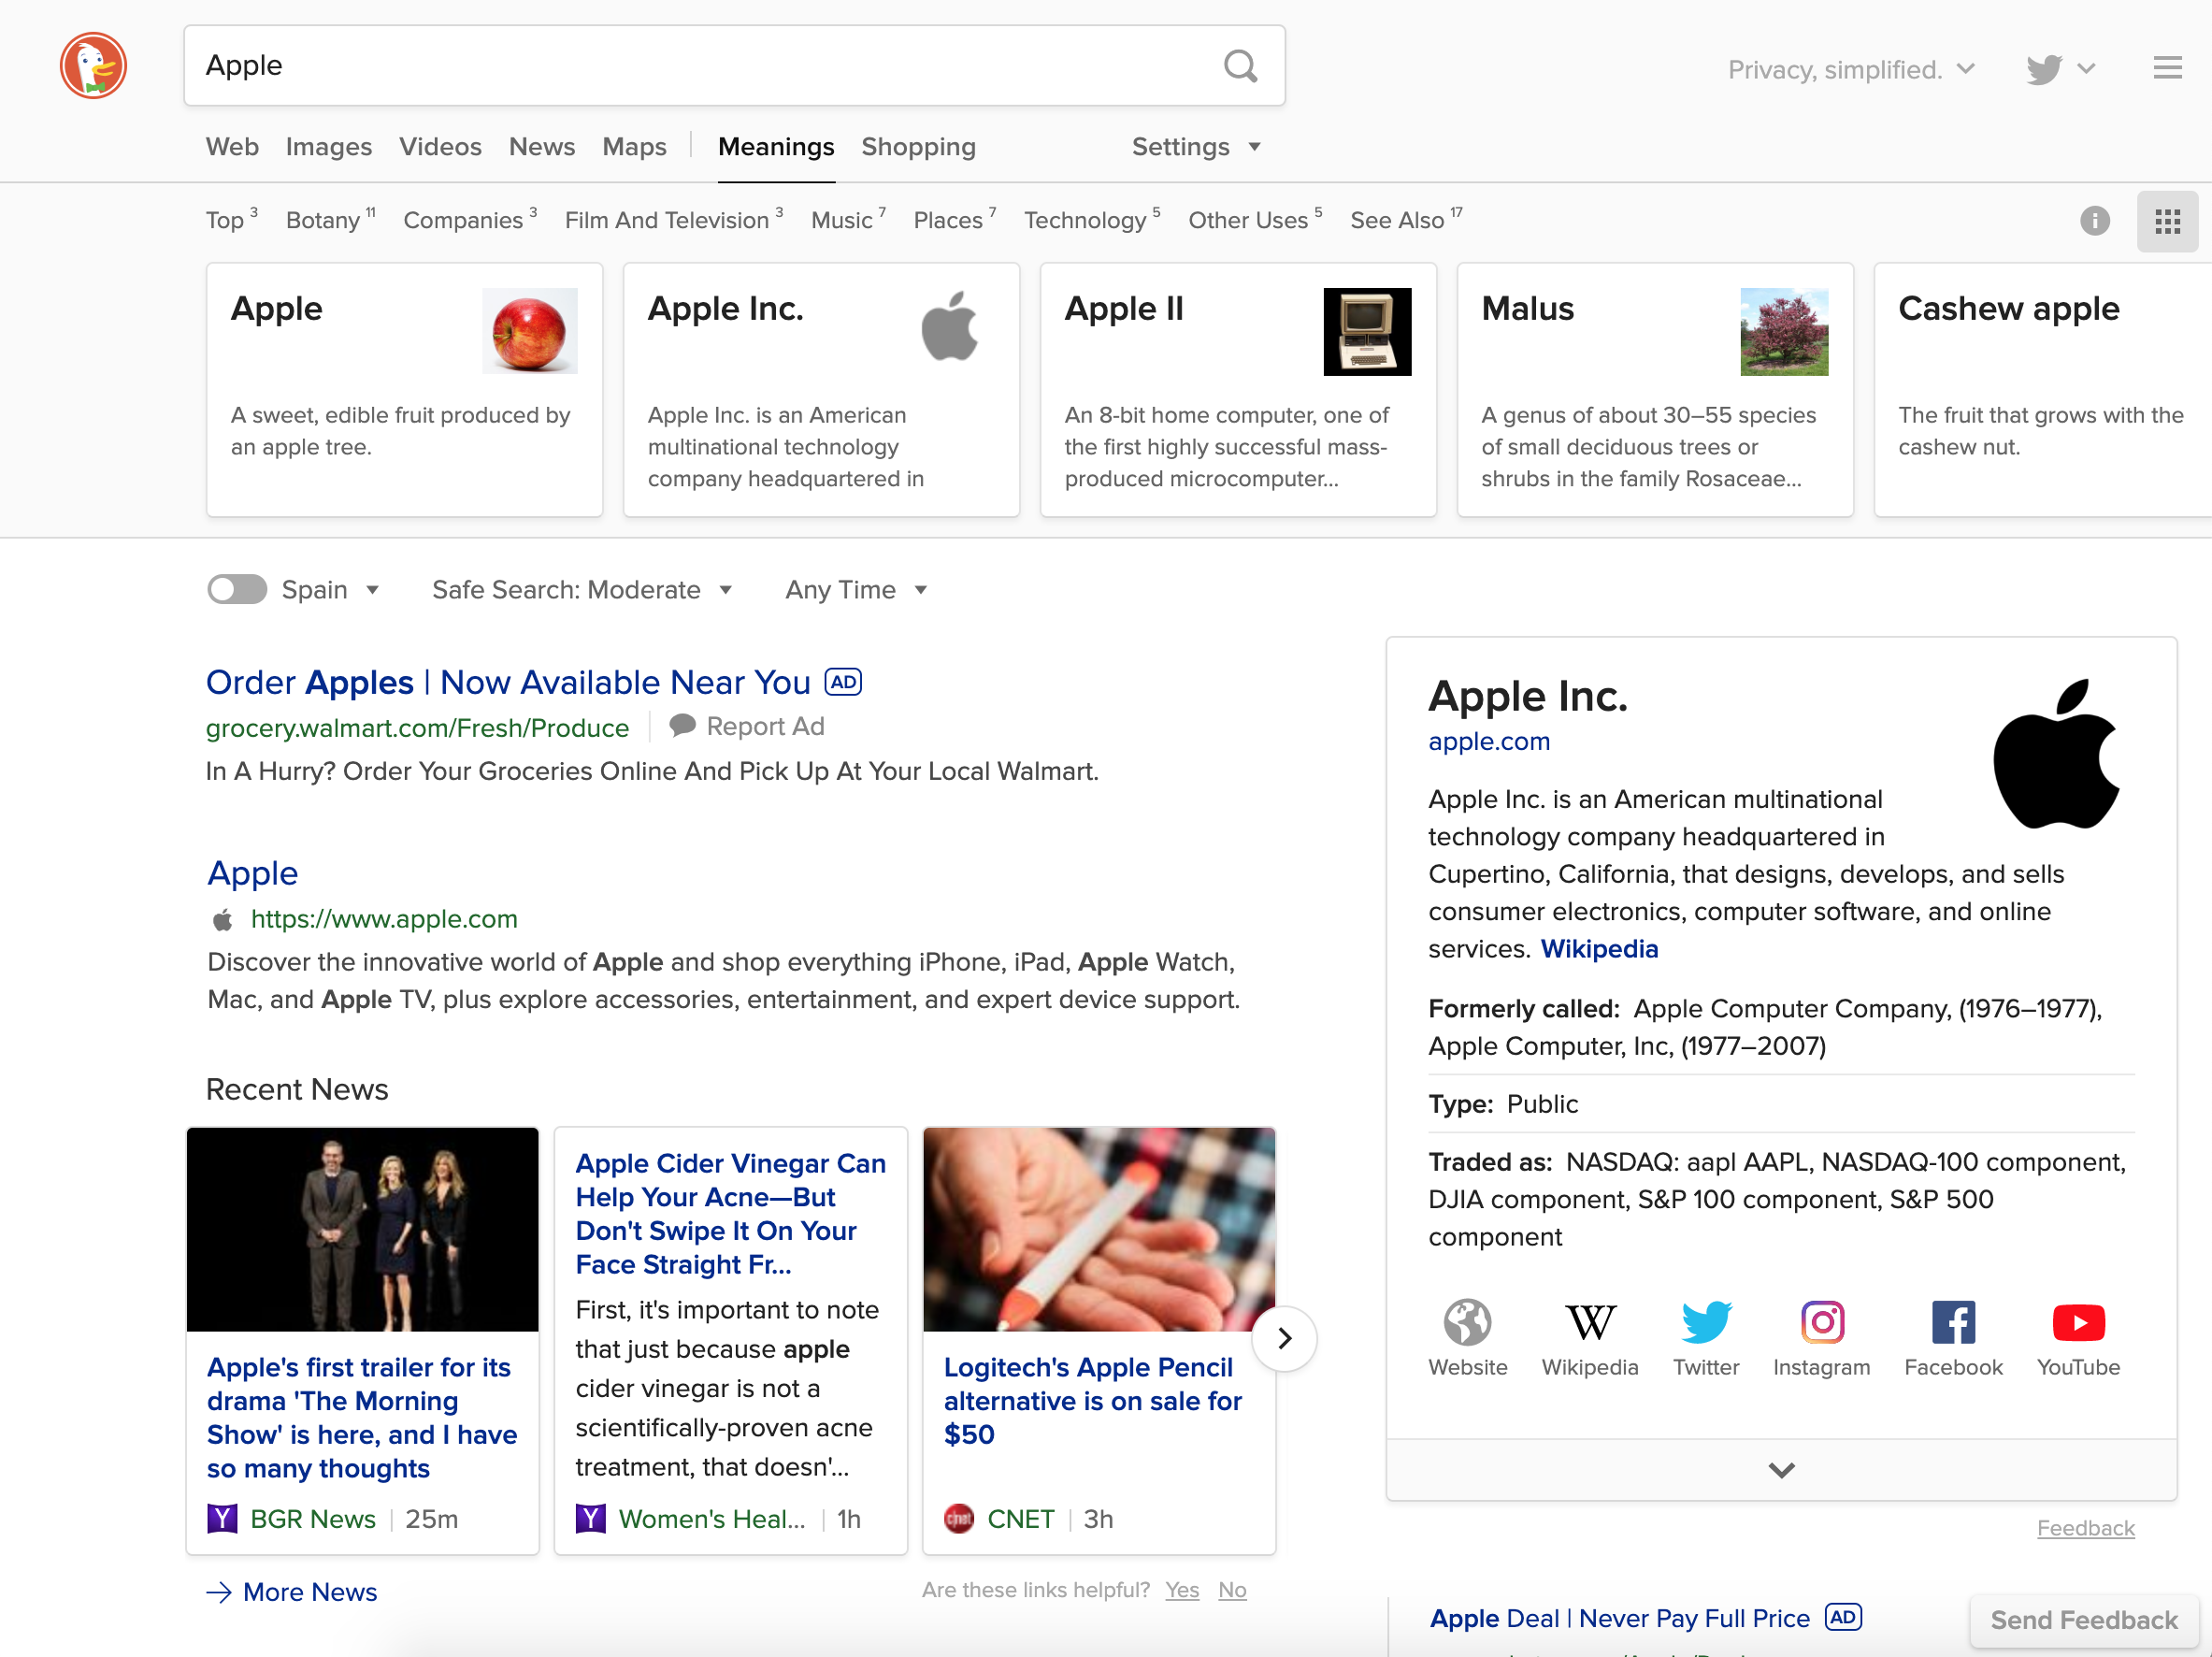 Apple
Privacy, simplified.
Web Images Videos News Maps Meanings Shopping Settings
Top 3 Botany 11 Companies 3 Film And Television 3 Music 7 Places 7 Technology 5 Other Uses 5 See Also 17
Apple
A sweet, edible fruit produced by
an apple tree.
Apple Inc.
Apple Inc. is an American
multinational technology
company headquartered in
Apple II
An 8-bit home computer, one of
the first highly successful mass-
produced microcomputer...
Malus
A genus of about 30–55 species
of small deciduous trees or
shrubs in the family Rosaceae...
Cashew apple
The fruit that grows with the
cashew nut.
Spain Safe Search: Moderate Any Time
Order Apples | Now Available Near You AD
grocery.walmart.com/Fresh/Produce Report Ad
In A Hurry? Order Your Groceries Online And Pick Up At Your Local Walmart.
Apple
https://www.apple.com
Discover the innovative world of Apple and shop everything iPhone, iPad, Apple Watch,
Mac, and Apple TV, plus explore accessories, entertainment, and expert device support.
Recent News
Apple's first trailer for its
drama 'The Morning
Show' is here, and I have
so many thoughts
Y BGR News | 25m
Apple Cider Vinegar Can
Help Your Acne—But
Don't Swipe It On Your
Face Straight Fr...
First, it's important to note
that just because apple
cider vinegar is not a
scientifically-proven acne
treatment, that doesn'...
Y Women's Heal... | 1h
Logitech's Apple Pencil
alternative is on sale for
$50
c|net CNET | 3h
More News
Are these links helpful? Yes No
Apple Inc.
apple.com
Apple Inc. is an American multinational
technology company headquartered in
Cupertino, California, that designs, develops, and sells
consumer electronics, computer software, and online
services. Wikipedia
Formerly called: Apple Computer Company, (1976–1977),
Apple Computer, Inc, (1977–2007)
Type: Public
Traded as: NASDAQ: aapl AAPL, NASDAQ-100 component,
DJIA component, S&P 100 component, S&P 500
component
Website Wikipedia Twitter Instagram Facebook YouTube
Feedback
Apple Deal | Never Pay Full Price AD
Send Feedback